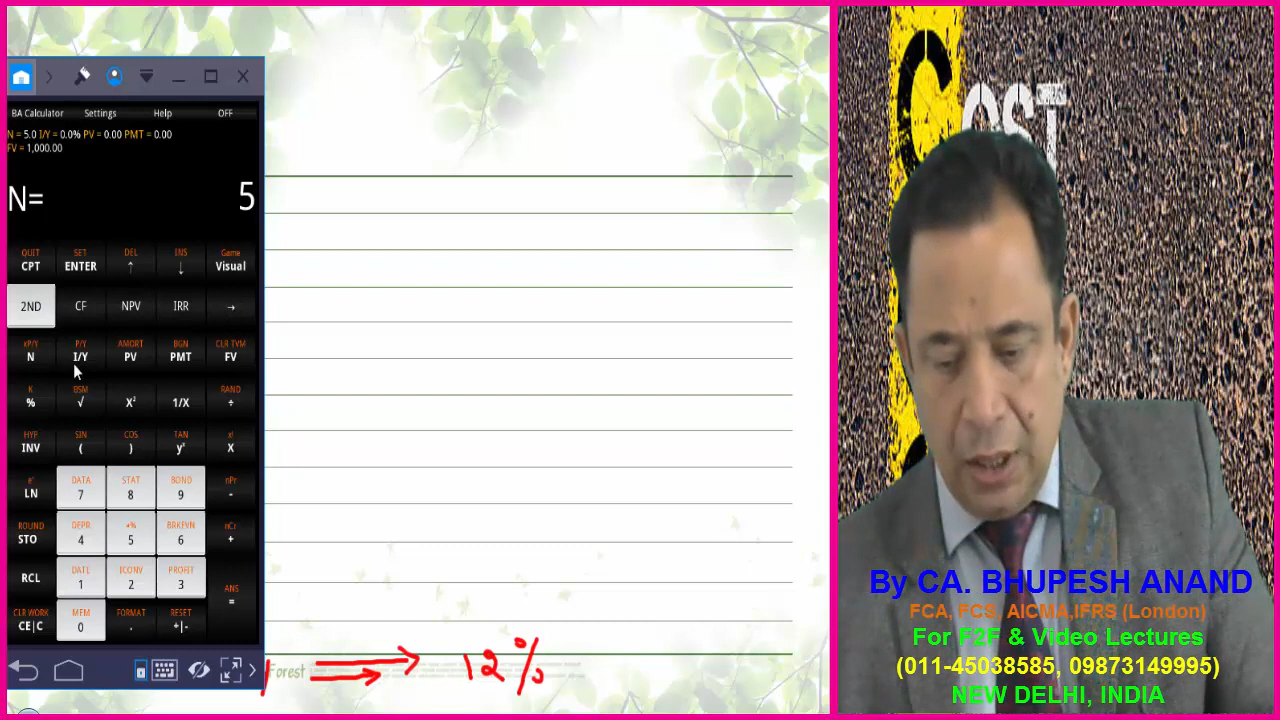 BA Calculator Settings Help OFF
N = 5.0 I/Y = 0.0% PV = 0.00 PMT = 0.00
FV = 1,000.00
N= 5
QUIT SET DEL INS Game
CPT ENTER ↑ ↓ Visual
2ND CF NPV IRR →
xP/Y P/Y AMORT BGN CLR TVM
N I/Y PV PMT FV
K BSM RAND
% √ X² 1/X ÷
HYP SIN COS TAN x!
INV ( ) yˣ X
DATA STAT BOND nPr
LN 7 8 9 -
ROUND DEPR Δ% BRKEVN nCr
STO 4 5 6 +
DATE ICONV PROFIT ANS
RCL 1 2 3 =
CLR WORK MEM FORMAT RESET
CE|C 0 . +|-
Forest
12%
COST
By CA. BHUPESH ANAND
FCA, FCS, AICMA,IFRS (London)
For F2F & Video Lectures
(011-45038585, 09873149995)
NEW DELHI, INDIA